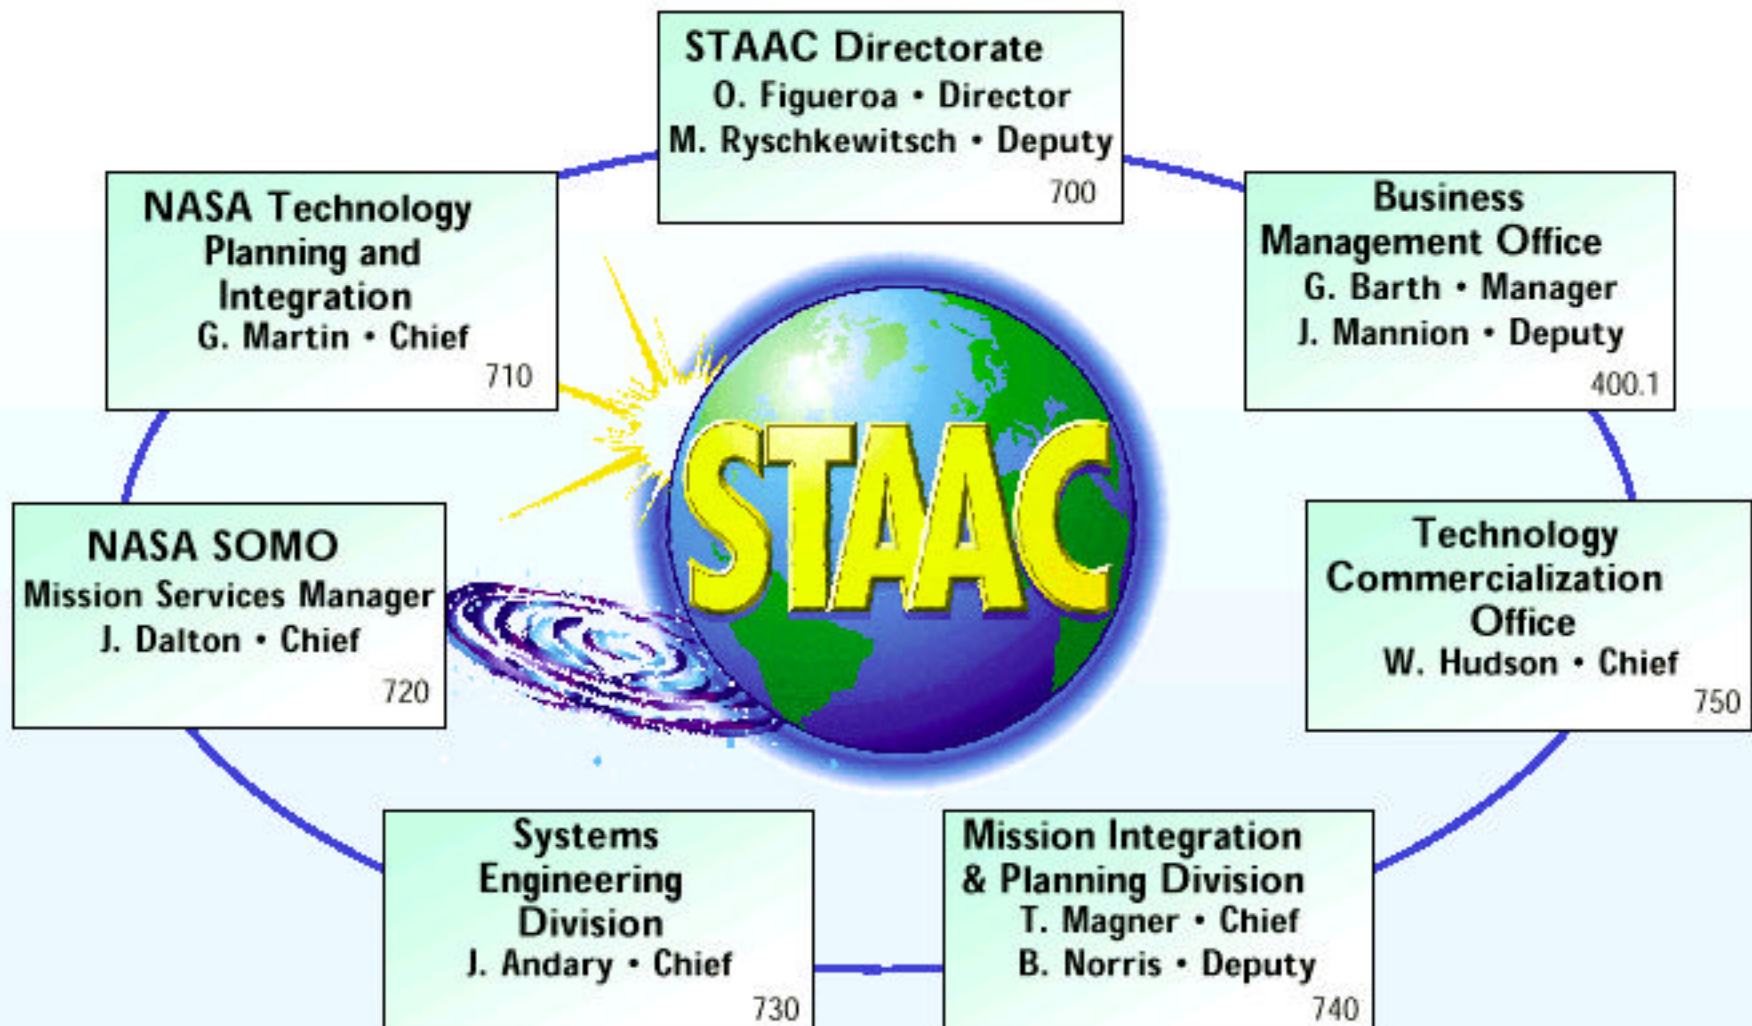 STAAC Directorate
O. Figueroa • Director
M. Ryschkewitsch • Deputy
700
NASA Technology
Planning and
Integration
G. Martin • Chief
710
Business
Management Office
G. Barth • Manager
J. Mannion • Deputy
400.1
STAAC
NASA SOMO
Mission Services Manager
J. Dalton • Chief
720
Technology
Commercialization
Office
W. Hudson • Chief
750
Systems
Engineering
Division
J. Andary • Chief
730
Mission Integration
& Planning Division
T. Magner • Chief
B. Norris • Deputy
740